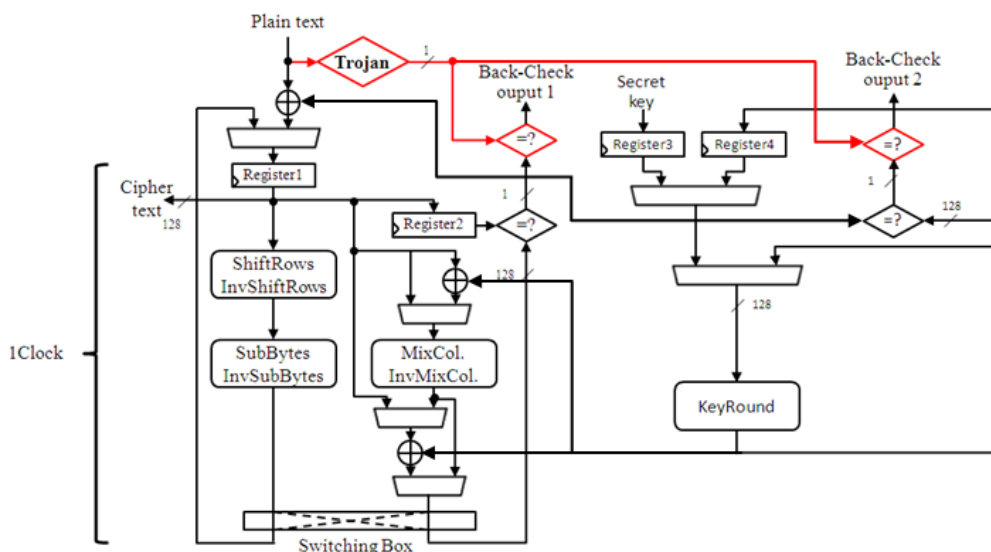 Plain text
Trojan
1
Back-Check
ouput 1
Secret
key
Back-Check
ouput 2
=?
Register3
Register4
=?
Register1
1
1
Cipher
text
128
Register2
=?
=?
128
ShiftRows
InvShiftRows
128
128
1Clock
SubBytes
InvSubBytes
MixCol.
InvMixCol.
KeyRound
Switching Box